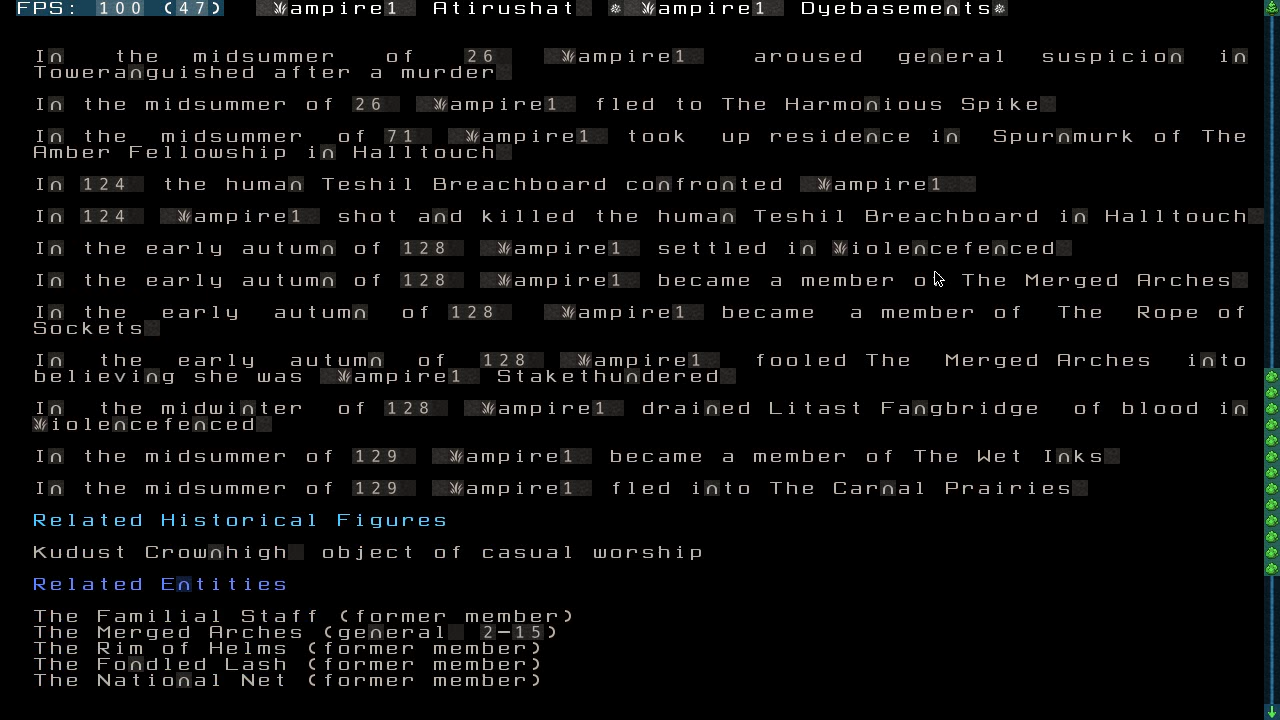 FPS: 100 (47) Vampire1 Atirushat * Vampire1 Dyebasements*
In the midsummer of 26 Vampire1 aroused general suspicion in
Toweranguished after a murder
In the midsummer of 26 Vampire1 fled to The Harmonious Spike
In the midsummer of 71 Vampire1 took up residence in Spurnmurk of The
Amber Fellowship in Halltouch
In 124 the human Teshil Breachboard confronted Vampire1
In 124 Vampire1 shot and killed the human Teshil Breachboard in Halltouch
In the early autumn of 128 Vampire1 settled in Violencefenced
In the early autumn of 128 Vampire1 became a member of The Merged Arches
In the early autumn of 128 Vampire1 became a member of The Rope of
Sockets
In the early autumn of 128 Vampire1 fooled The Merged Arches into
believing she was Vampire1 Stakethundered
In the midwinter of 128 Vampire1 drained Litast Fangbridge of blood in
Violencefenced
In the midsummer of 129 Vampire1 became a member of The Wet Inks
In the midsummer of 129 Vampire1 fled into The Carnal Prairies
Related Historical Figures
Kudust Crownhigh object of casual worship
Related Entities
The Familial Staff (former member)
The Merged Arches (general 2-15)
The Rim of Helms (former member)
The Fondled Lash (former member)
The National Net (former member)